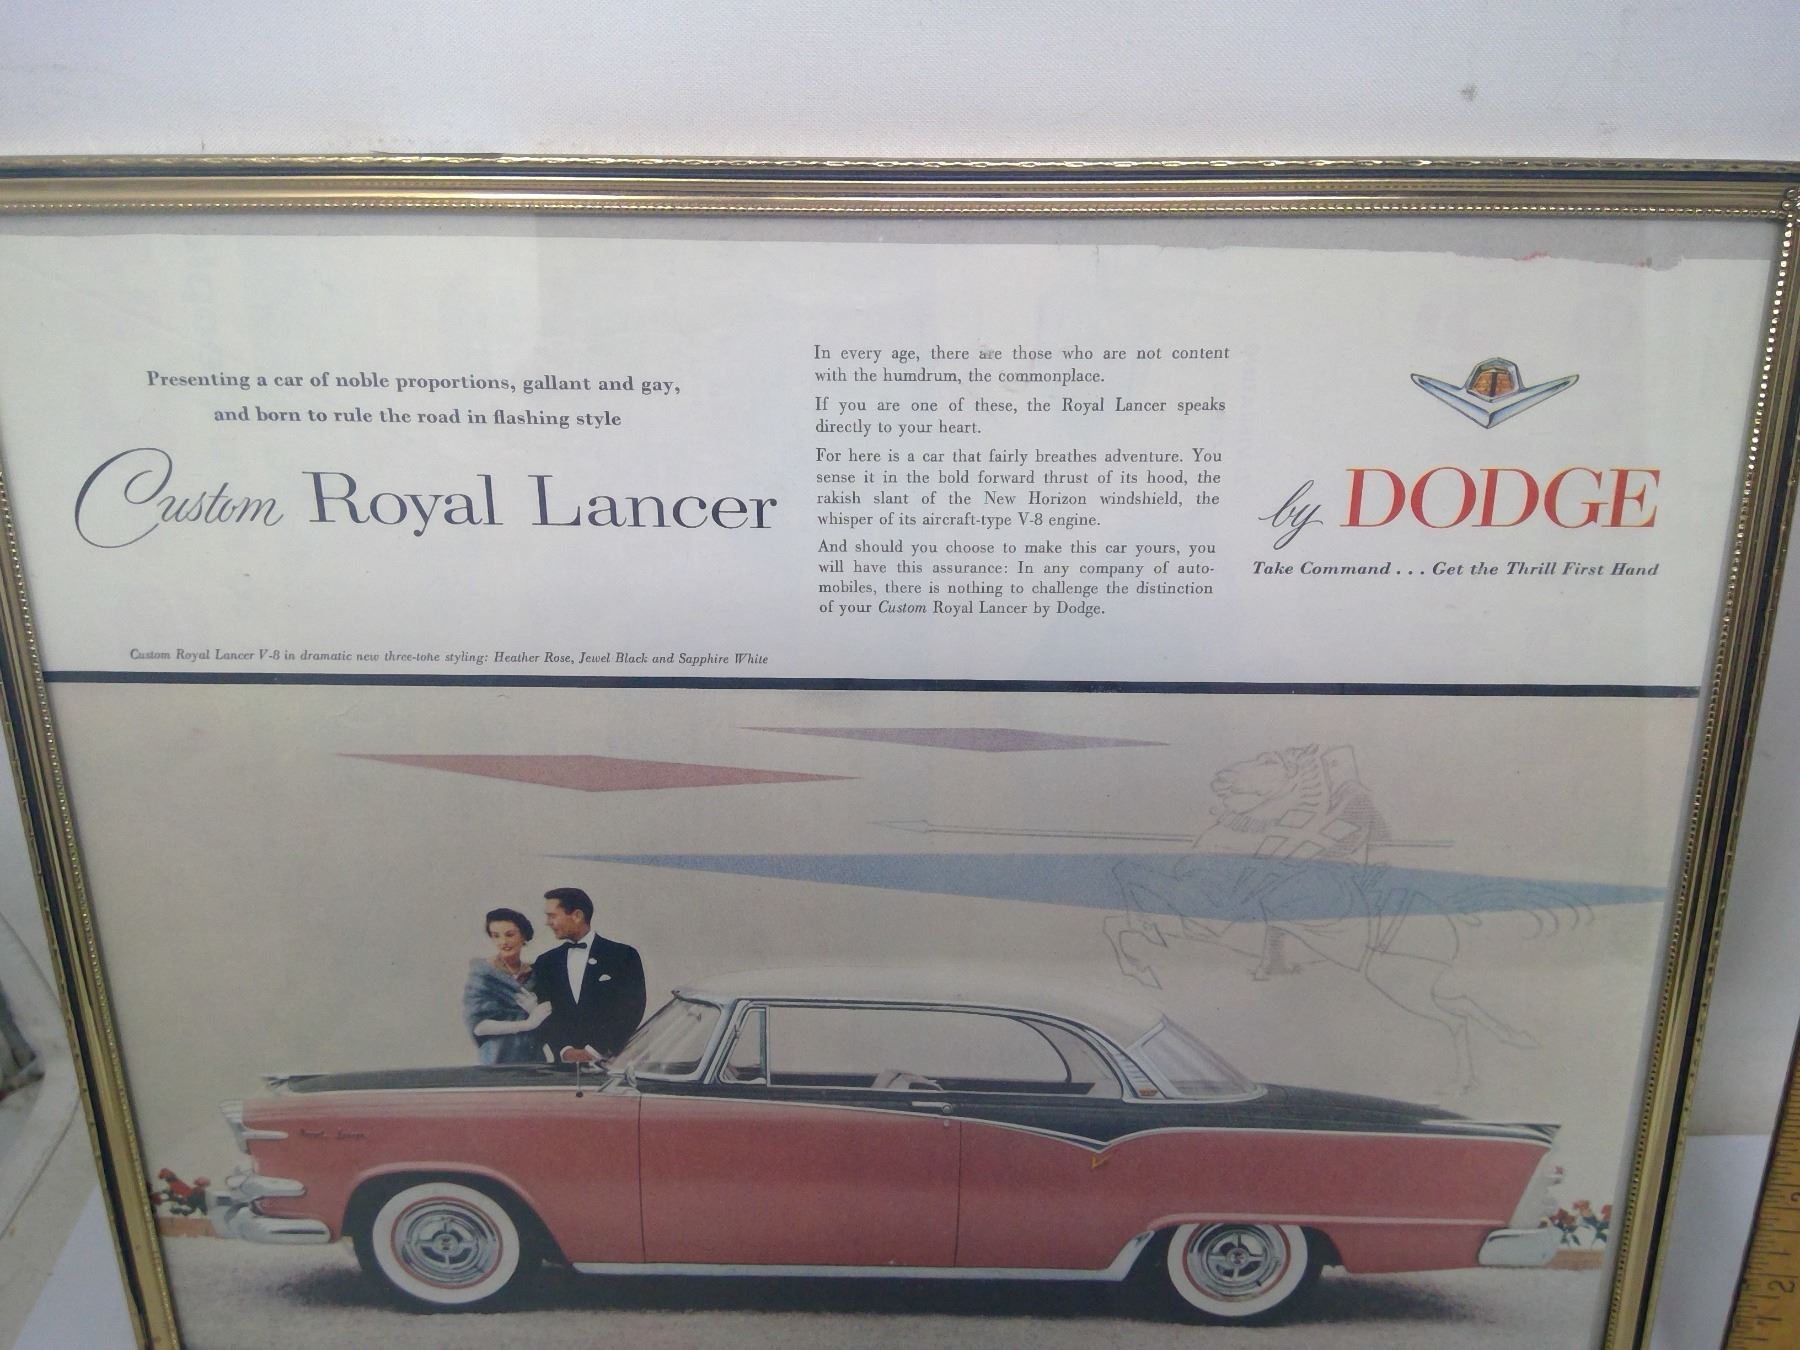 Presenting a car of noble proportions, gallant and gay,
and born to rule the road in flashing style
Custom Royal Lancer
In every age, there are those who are not content
with the humdrum, the commonplace.
If you are one of these, the Royal Lancer speaks
directly to your heart.
For here is a car that fairly breathes adventure. You
sense it in the bold forward thrust of its hood, the
rakish slant of the New Horizon windshield, the
whisper of its aircraft-type V-8 engine.
And should you choose to make this car yours, you
will have this assurance: In any company of auto-
mobiles, there is nothing to challenge the distinction
of your Custom Royal Lancer by Dodge.
by DODGE
Take Command . . . Get the Thrill First Hand
Custom Royal Lancer V-8 in dramatic new three-tone styling: Heather Rose, Jewel Black and Sapphire White
2